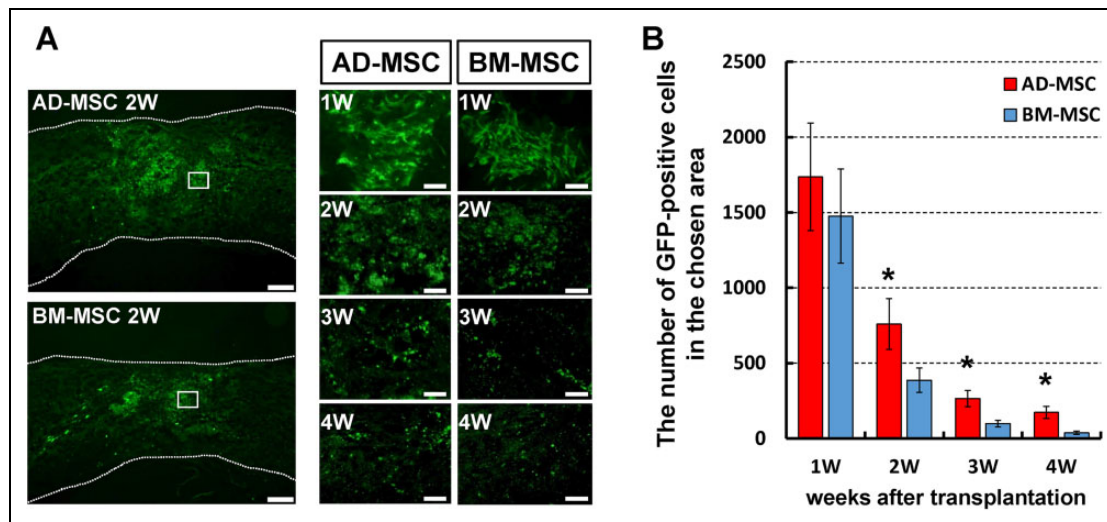 A
AD-MSC
BM-MSC
AD-MSC 2W
1W
1W
2W
2W
BM-MSC 2W
3W
3W
4W
4W
B
The number of GFP-positive cells
in the chosen area
2500
2000
1500
1000
500
0
AD-MSC
BM-MSC
*
*
*
1W
2W
3W
4W
weeks after transplantation